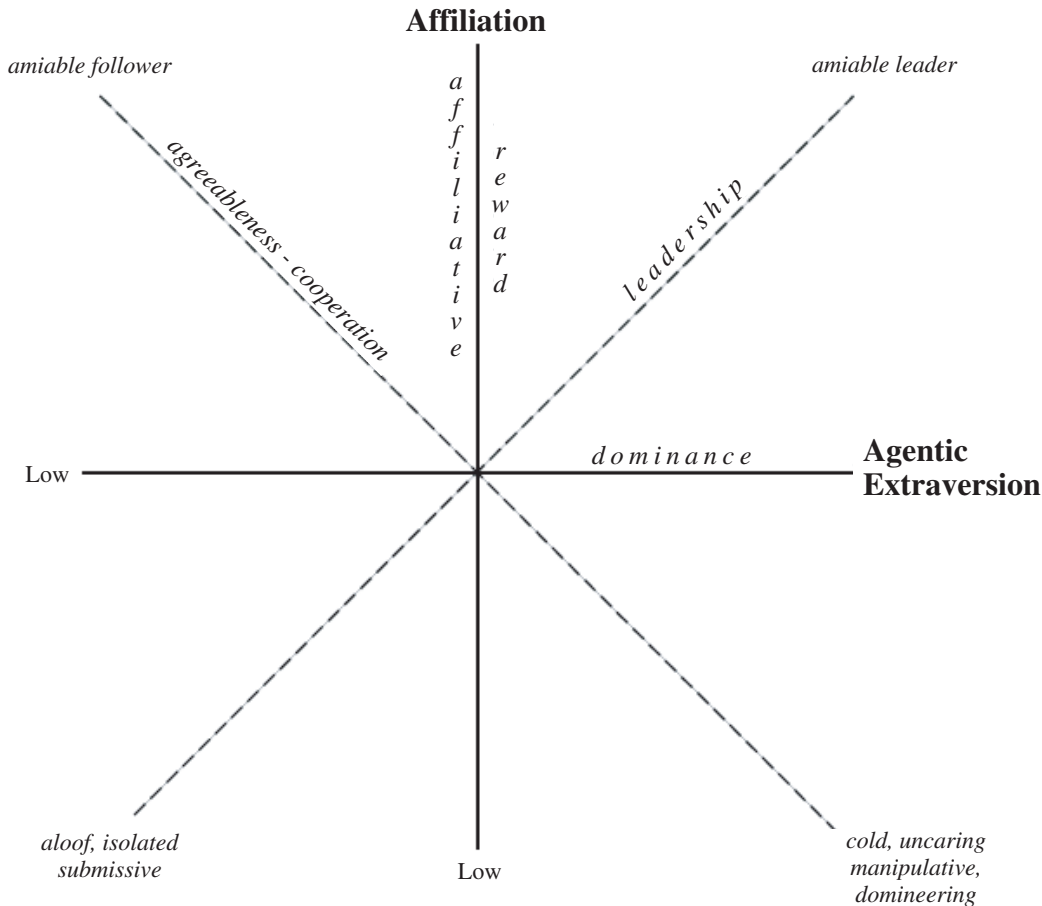 Affiliation
amiable follower
amiable leader
affiliative
reward
agreeableness - cooperation
leadership
dominance
Low
Agentic
Extraversion
aloof, isolated
submissive
Low
cold, uncaring
manipulative,
domineering